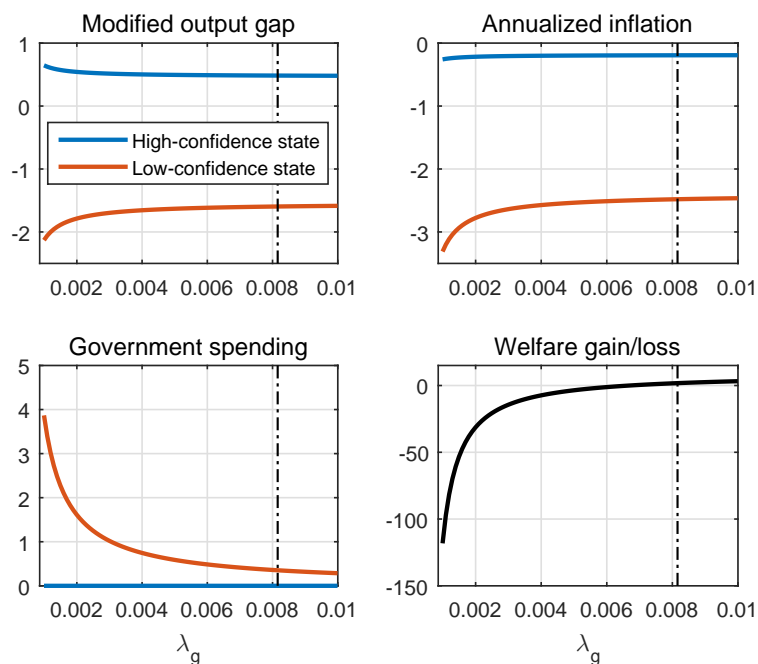 Modified output gap
1
0
-1
-2
High-confidence state
Low-confidence state
0.002 0.004 0.006 0.008 0.01
Annualized inflation
0
-1
-2
-3
0.002 0.004 0.006 0.008 0.01
Government spending
5
4
3
2
1
0
0.002 0.004 0.006 0.008 0.01
λg
Welfare gain/loss
0
-50
-100
-150
0.002 0.004 0.006 0.008 0.01
λg